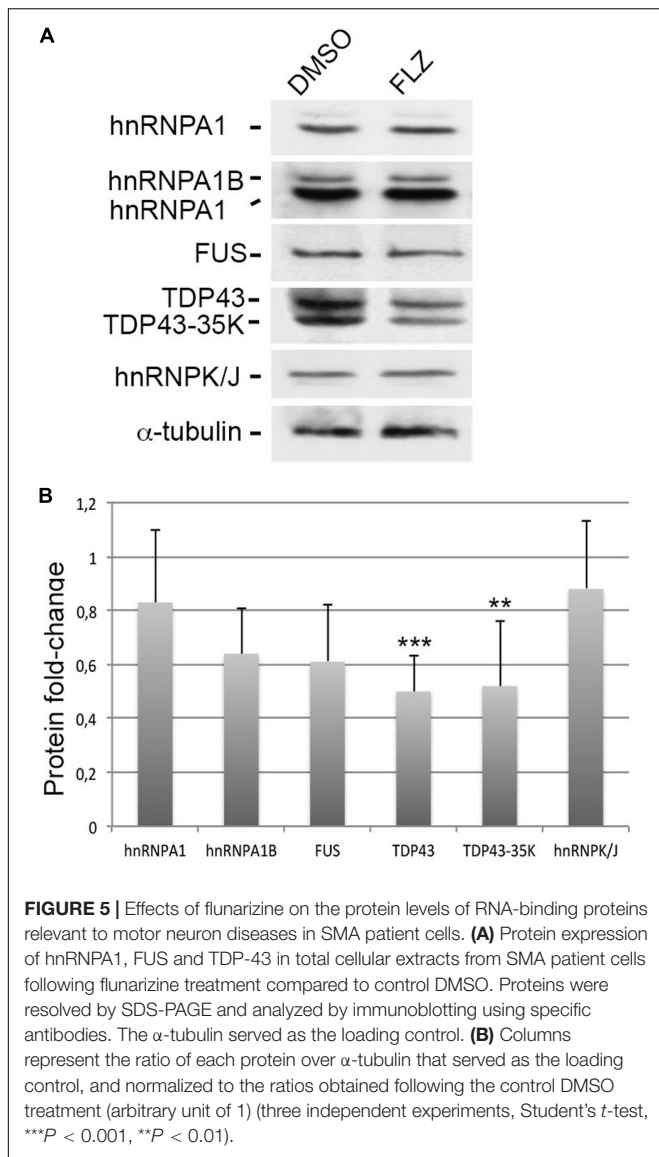 A
DMSO FLZ
hnRNPA1
hnRNPA1B
hnRNPA1
FUS
TDP43
TDP43-35K
hnRNPK/J
α-tubulin
B
Protein fold-change
1,2
1
0,8
0,6
0,4
0,2
0
*** **
hnRNPA1 hnRNPA1B FUS TDP43 TDP43-35K hnRNPK/J
FIGURE 5 | Effects of flunarizine on the protein levels of RNA-binding proteins
relevant to motor neuron diseases in SMA patient cells. (A) Protein expression
of hnRNPA1, FUS and TDP-43 in total cellular extracts from SMA patient cells
following flunarizine treatment compared to control DMSO. Proteins were
resolved by SDS-PAGE and analyzed by immunoblotting using specific
antibodies. The α-tubulin served as the loading control. (B) Columns
represent the ratio of each protein over α-tubulin that served as the loading
control, and normalized to the ratios obtained following the control DMSO
treatment (arbitrary unit of 1) (three independent experiments, Student's t-test,
***P < 0.001, **P < 0.01).